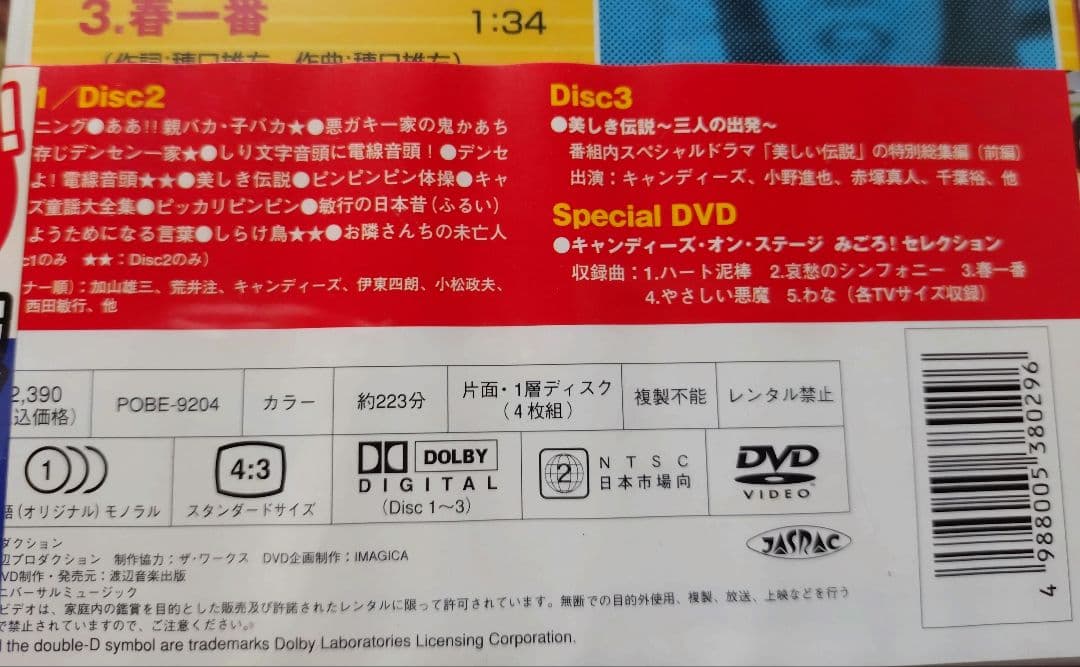 3.春一番 1:34
1／Disc2
ニング●ああ!! 親バカ・子バカ★●悪ガキ一家の鬼かあち
存じデンセン一家★●しり文字音頭に電線音頭！●デンセ
よ！電線音頭★★●美しき伝説●ピンピンピン体操●キャ
ズ童謡大全集●ピッカリピンピン●敏行の日本昔（ふるい）
ようためになる言葉●しらけ鳥★★●お隣さんちの未亡人
c1のみ ★★：Disc2のみ）
ナー順）：加山雄三、荒井注、キャンディーズ、伊東四朗、小松政夫、
西田敏行、他
Disc3
●美しき伝説～三人の出発～
番組内スペシャルドラマ「美しい伝説」の特別総集編（前編）
出演：キャンディーズ、小野進也、赤塚真人、千葉裕、他
Special DVD
●キャンディーズ・オン・ステージ みごろ！セレクション
収録曲：1.ハート泥棒 2.哀愁のシンフォニー 3.春一番
4.やさしい悪魔 5.わな（各TVサイズ収録）
2,390
込価格）
POBE-9204
カラー
約223分
片面・1層ディスク
（4枚組）
複製不能
レンタル禁止
1
語（オリジナル）モノラル
4:3
スタンダードサイズ
DOLBY
DIGITAL
(Disc 1～3)
2
NTSC
日本市場向
DVD
VIDEO
ダクション
辺プロダクション 制作協力：ザ・ワークス DVD企画制作：IMAGICA
VD制作・発売元：渡辺音楽出版
ニバーサルミュージック
ビデオは、家庭内の鑑賞を目的とした販売及び許諾されたレンタルに限って許可されています。無断での目的外使用、複製、放送、上映などを行う
で禁止されていますので、ご注意ください。
the double-D symbol are trademarks Dolby Laboratories Licensing Corporation.
JASRAC
4 988005 380296